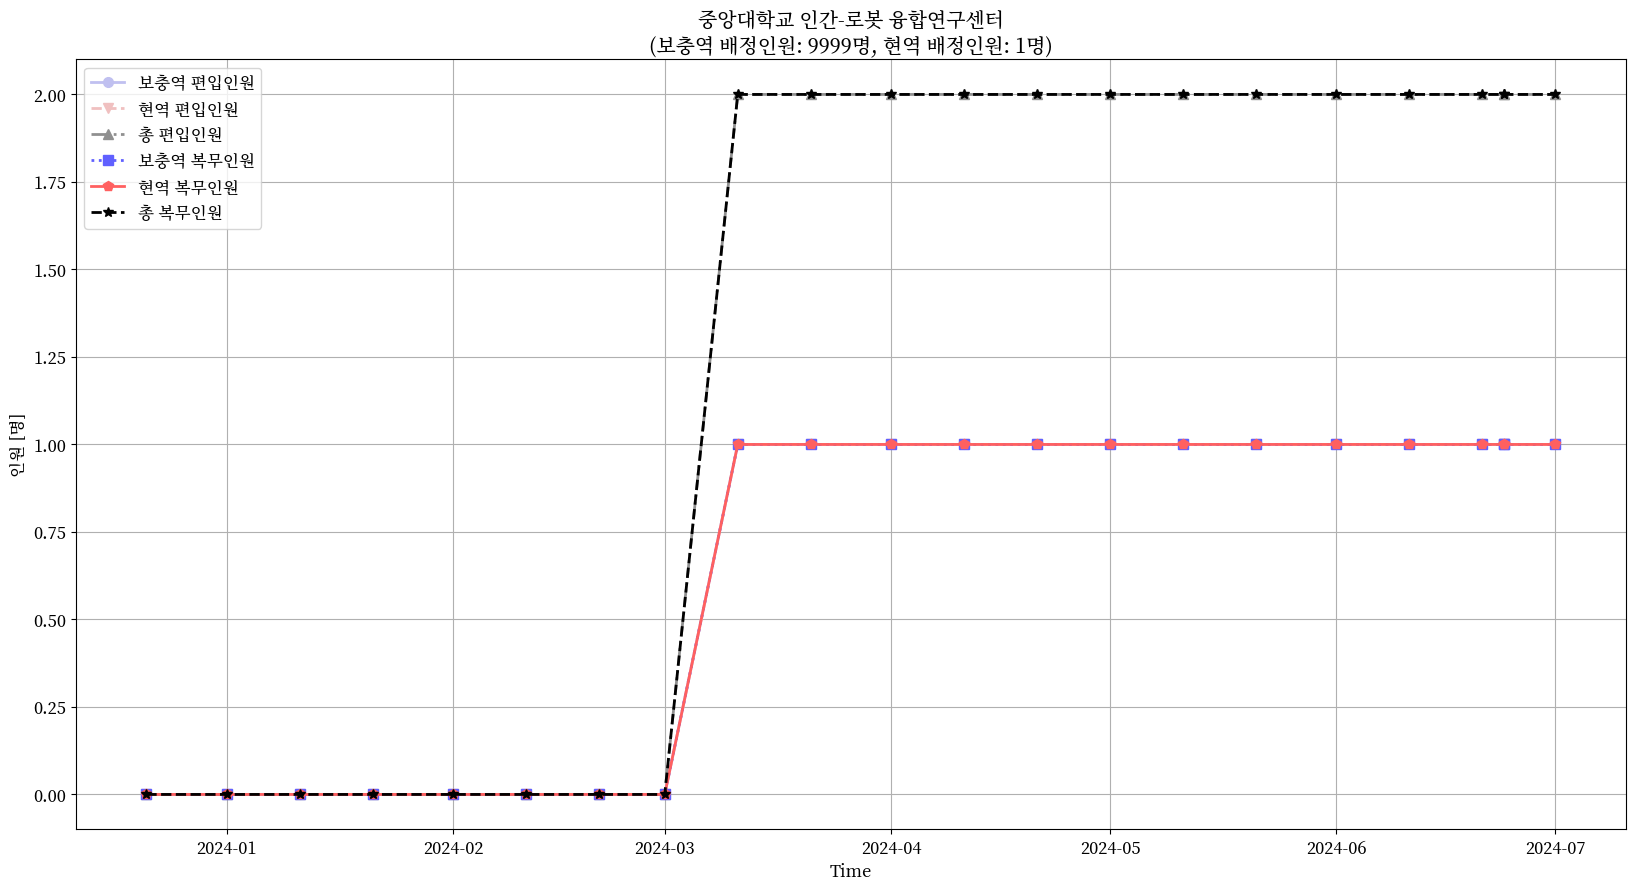 중앙대학교 인간-로봇 융합연구센터
(보충역 배정인원: 9999명, 현역 배정인원: 1명)
보충역 편입인원
현역 편입인원
총 편입인원
보충역 복무인원
현역 복무인원
총 복무인원
2.00
1.75
1.50
1.25
1.00
0.75
0.50
0.25
0.00
인원 [명]
2024-01 2024-02 2024-03 2024-04 2024-05 2024-06 2024-07
Time